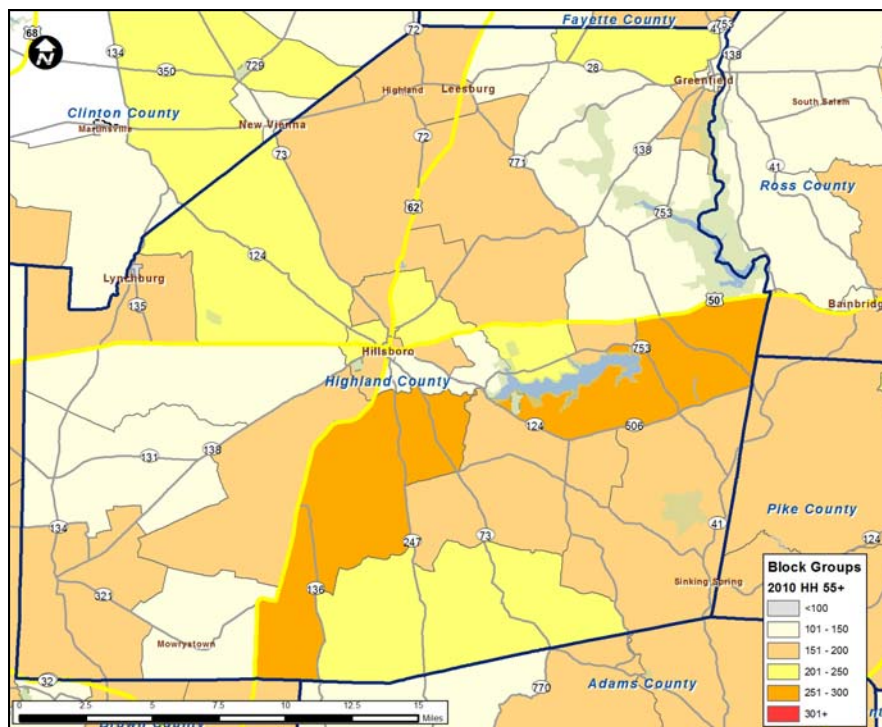 Fayette County
68
N
134
72
753
41
138
350
729
28
Greenfield
Highland
Leesburg
South Salem
Clinton County
Martinsville
New Vienna
72
73
771
138
41
Ross County
62
753
124
Lynchburg
135
50
Bainbridge
Hillsboro
753
Highland County
124
506
138
131
134
247
73
41
Pike County
124
321
136
Sinking Spring
Mowrystown
32
770
Adams County
Brown County
0 2.5 5 10 15
Miles
Block Groups
2010 HH 55+
<100
101 - 150
151 - 200
201 - 250
251 - 300
301+